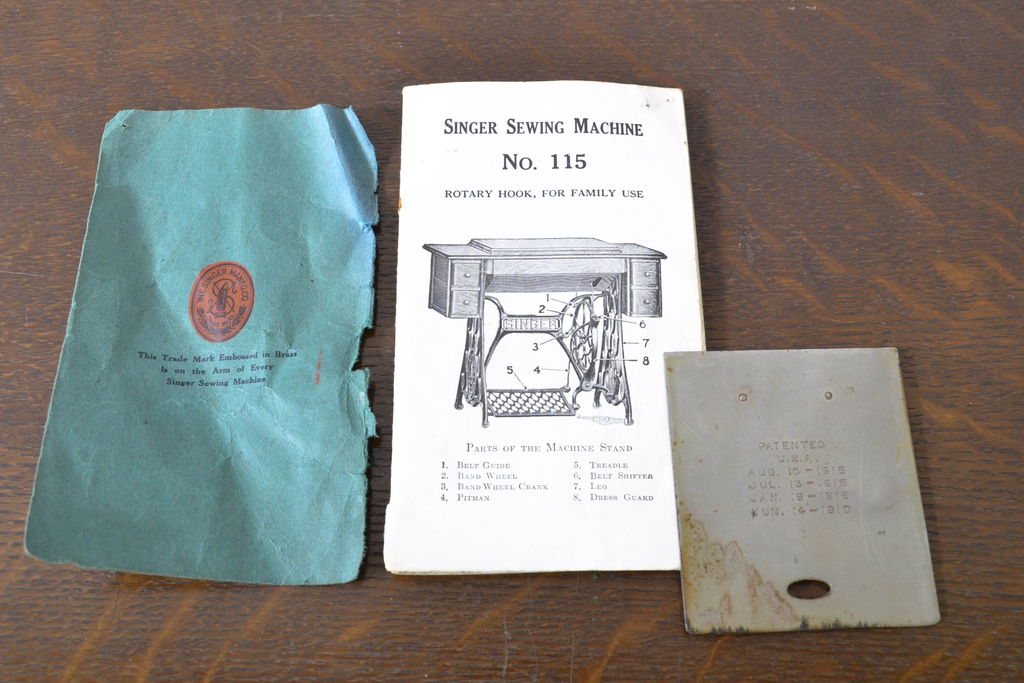 THE SINGER MANFG. CO.
This Trade Mark Embossed in Brass
is on the Arm of Every
Singer Sewing Machine
SINGER SEWING MACHINE
No. 115
ROTARY HOOK, FOR FAMILY USE
1
2
3
4
5
6
7
8
SINGER
PARTS OF THE MACHINE STAND
1. BELT GUIDE
2. BAND WHEEL
3. BAND WHEEL CRANK
4. PITMAN
5. TREADLE
6. BELT SHIFTER
7. LEG
8. DRESS GUARD
PATENTED
U.S.A.
AUG. 10-1915
JUL. 13-1915
JAN. 19-1915
JUN. 14-1910